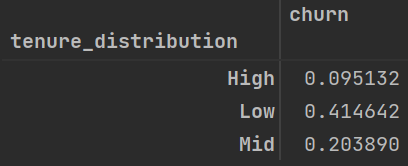 churn
tenure_distribution
High 0.095132
Low 0.414642
Mid 0.203890